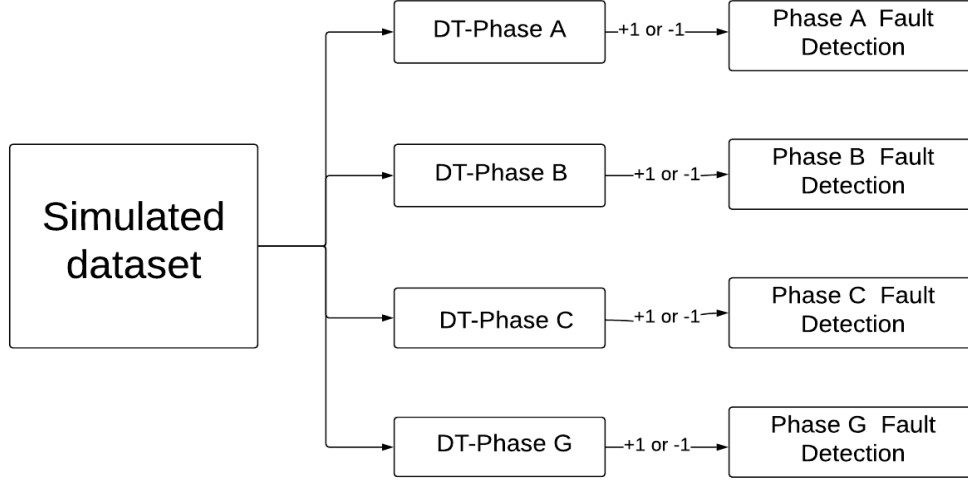 Simulated
dataset
DT-Phase A
+1 or -1
Phase A Fault
Detection
DT-Phase B
+1 or -1
Phase B Fault
Detection
DT-Phase C
+1 or -1
Phase C Fault
Detection
DT-Phase G
+1 or -1
Phase G Fault
Detection